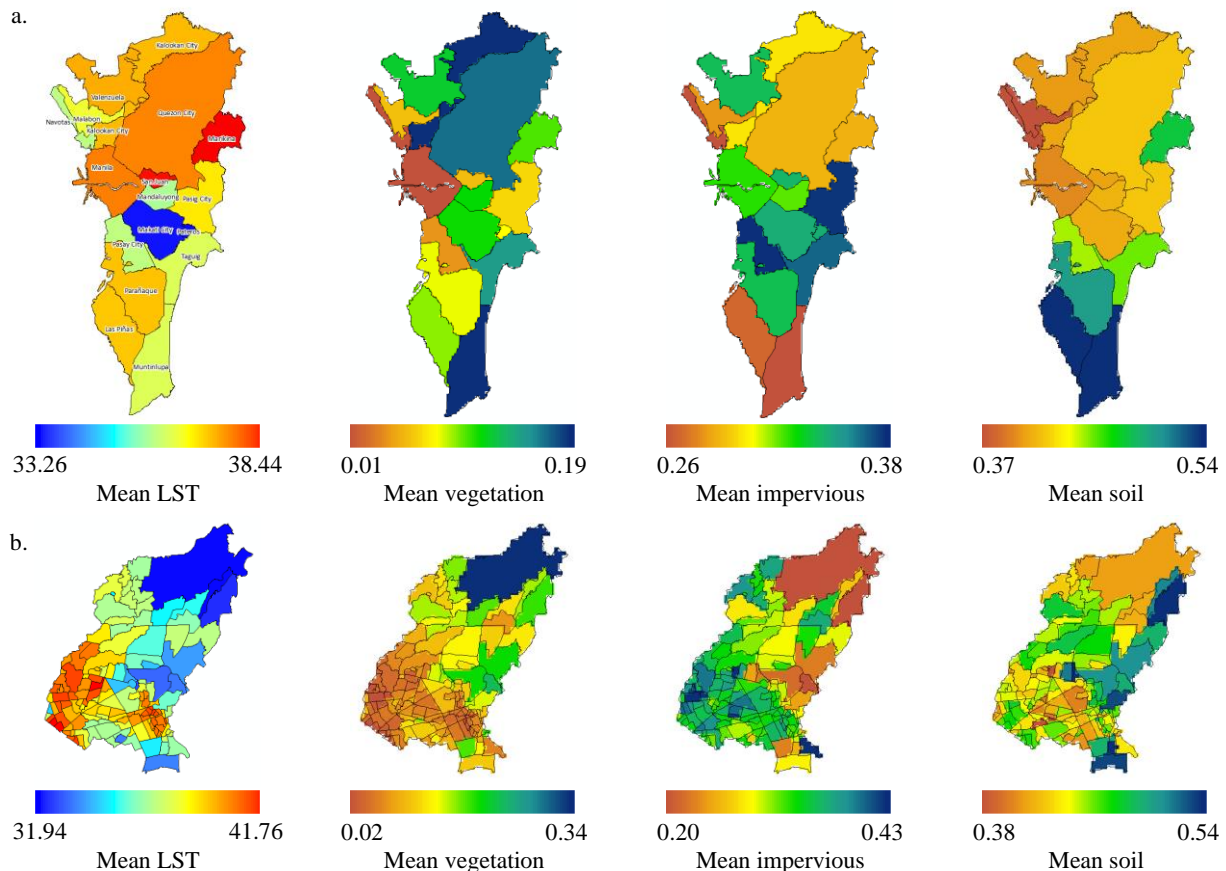 a.
Kalookan City
Valenzuela
Quezon City
Navotas
Malabon
Kalookan City
Marikina
Manila
San Juan
Mandaluyong
Pasig City
Makati City
Pateros
Pasay City
Taguig
Parañaque
Las Piñas
Muntinlupa
33.26 38.44
Mean LST
0.01 0.19
Mean vegetation
0.26 0.38
Mean impervious
0.37 0.54
Mean soil
b.
31.94 41.76
Mean LST
0.02 0.34
Mean vegetation
0.20 0.43
Mean impervious
0.38 0.54
Mean soil